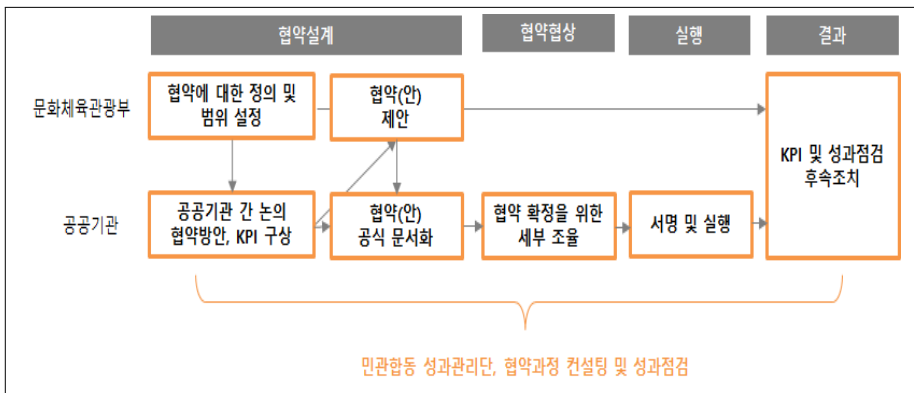 협약설계
협약협상
실행
결과
문화체육관광부
협약에 대한 정의 및
범위 설정
협약(안)
제안
KPI 및 성과점검
후속조치
공공기관
공공기관 간 논의
협약방안, KPI 구상
협약(안)
공식 문서화
협약 확정을 위한
세부 조율
서명 및 실행
민관합동 성과관리단, 협약과정 컨설팅 및 성과점검